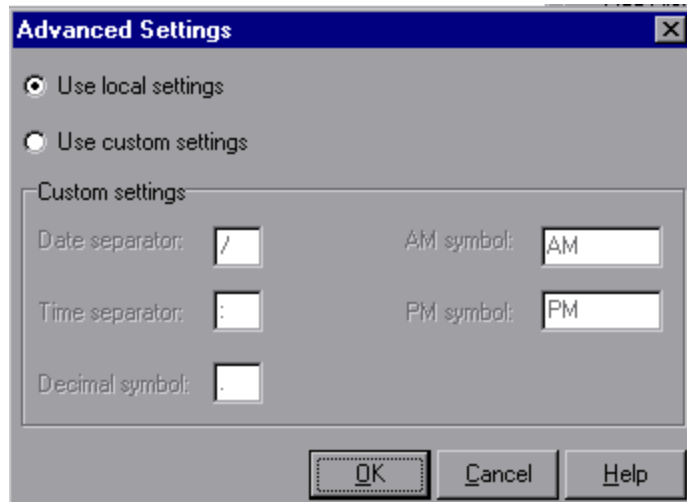 Advanced Settings
Use local settings
Use custom settings
Custom settings
Date separator: / AM symbol: AM
Time separator: : PM symbol: PM
Decimal symbol: .
OK Cancel Help